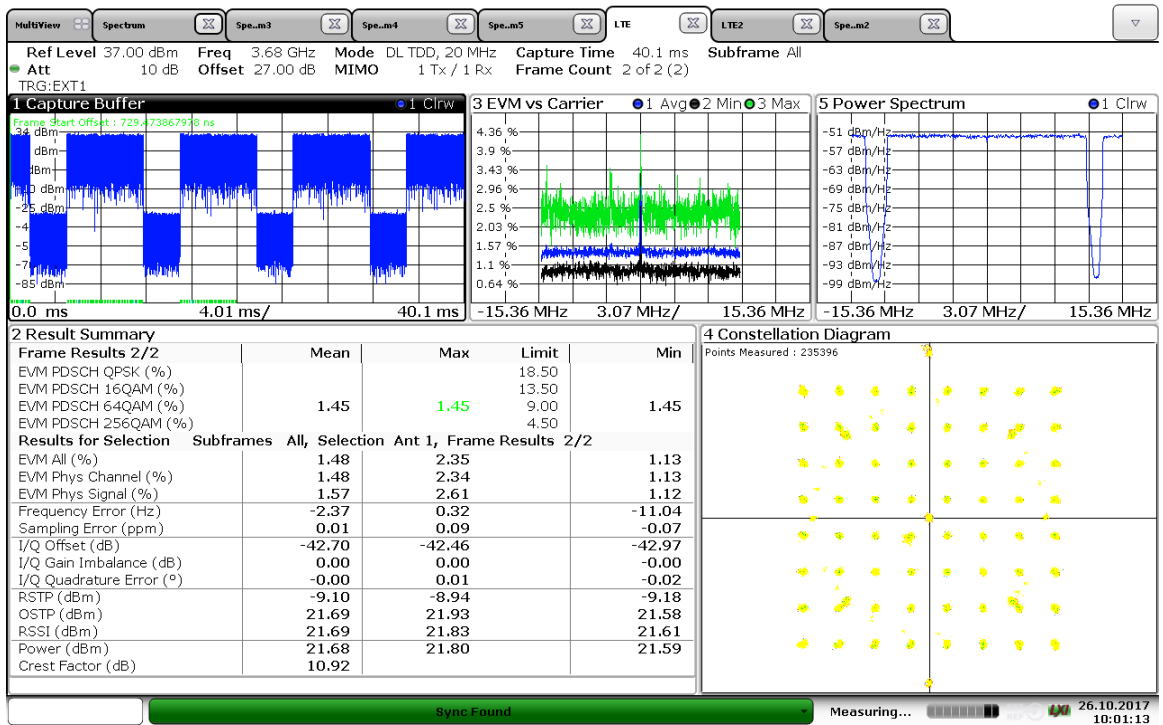 MultiView Spectrum Spe..m3 Spe..m4 Spe..m5 LTE LTE2 Spe..m2
Ref Level 37.00 dBm Freq 3.68 GHz Mode DL TDD, 20 MHz Capture Time 40.1 ms Subframe All
Att 10 dB Offset 27.00 dB MIMO 1 Tx / 1 Rx Frame Count 2 of 2 (2)
TRG:EXT1
1 Capture Buffer 1 Clrw
Frame Start Offset : 729.473867978 ns
34 dBm
dBm
dBm
dBm
-25 dBm
-4
-5
-7
-85 dBm
0.0 ms 4.01 ms/ 40.1 ms
3 EVM vs Carrier 1 Avg 2 Min 3 Max
4.36 %
3.9 %
3.43 %
2.96 %
2.5 %
2.03 %
1.57 %
1.1 %
0.64 %
-15.36 MHz 3.07 MHz/ 15.36 MHz
5 Power Spectrum 1 Clrw
-51 dBm/Hz
-57 dBm/Hz
-63 dBm/Hz
-69 dBm/Hz
-75 dBm/Hz
-81 dBm/Hz
-87 dBm/Hz
-93 dBm/Hz
-99 dBm/Hz
-15.36 MHz 3.07 MHz/ 15.36 MHz
2 Result Summary
Frame Results 2/2 Mean Max Limit Min
EVM PDSCH QPSK (%) 18.50
EVM PDSCH 16QAM (%) 13.50
EVM PDSCH 64QAM (%) 1.45 1.45 9.00 1.45
EVM PDSCH 256QAM (%) 4.50
Results for Selection Subframes All, Selection Ant 1, Frame Results 2/2
EVM All (%) 1.48 2.35 1.13
EVM Phys Channel (%) 1.48 2.34 1.13
EVM Phys Signal (%) 1.57 2.61 1.12
Frequency Error (Hz) -2.37 0.32 -11.04
Sampling Error (ppm) 0.01 0.09 -0.07
I/Q Offset (dB) -42.70 -42.46 -42.97
I/Q Gain Imbalance (dB) 0.00 0.00 -0.00
I/Q Quadrature Error (°) -0.00 0.01 -0.02
RSTP (dBm) -9.10 -8.94 -9.18
OSTP (dBm) 21.69 21.93 21.58
RSSI (dBm) 21.69 21.83 21.61
Power (dBm) 21.68 21.80 21.59
Crest Factor (dB) 10.92
4 Constellation Diagram
Points Measured : 235396
Sync Found
Measuring...
REF
LXI
26.10.2017
10:01:13